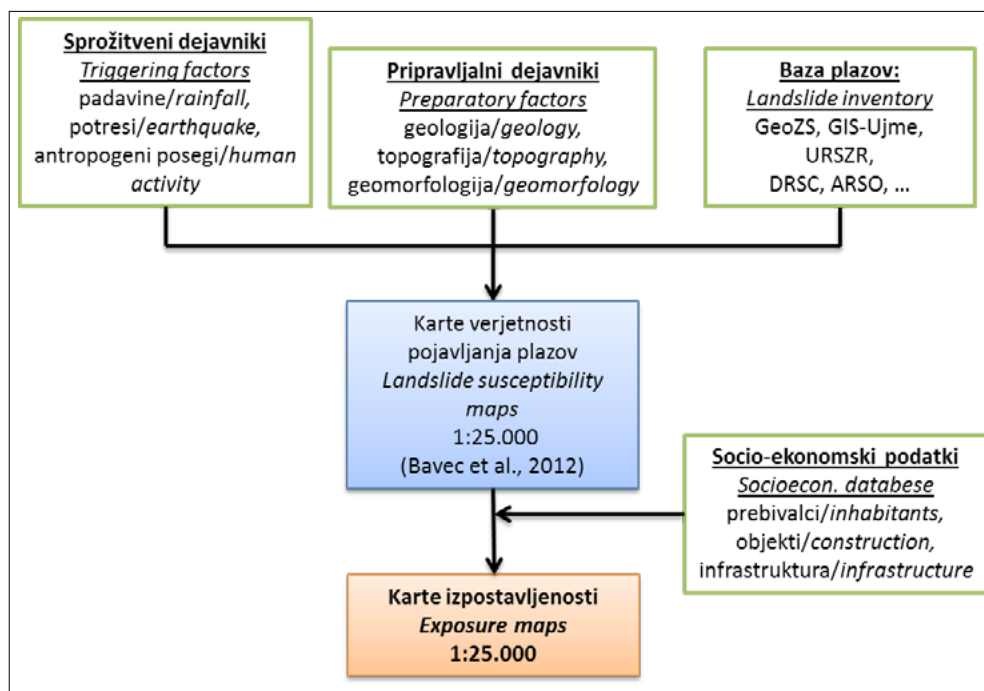 Sprožitveni dejavniki
Triggering factors
padavine/rainfall,
potresi/earthquake,
antropogeni posegi/human
activity
Pripravljalni dejavniki
Preparatory factors
geologija/geology,
topografija/topography,
geomorfologija/geomorfology
Baza plazov:
Landslide inventory
GeoZS, GIS-Ujme,
URSZR,
DRSC, ARSO, ...
Karte verjetnosti
pojavljanja plazov
Landslide susceptibility
maps
1:25.000
(Bavec et al., 2012)
Socio-ekonomski podatki
Socioecon. databese
prebivalci/inhabitants,
objekti/construction,
infrastruktura/infrastructure
Karte izpostavljenosti
Exposure maps
1:25.000